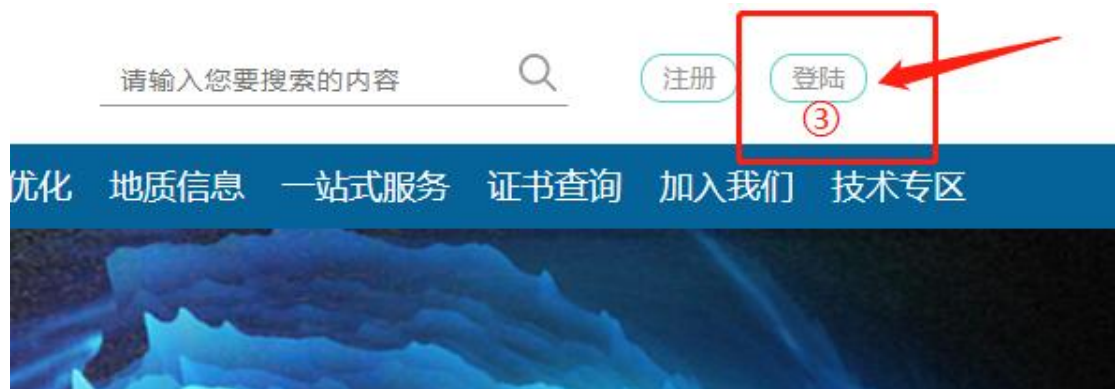 请输入您要搜索的内容 注册 登陆
③
优化 地质信息 一站式服务 证书查询 加入我们 技术专区